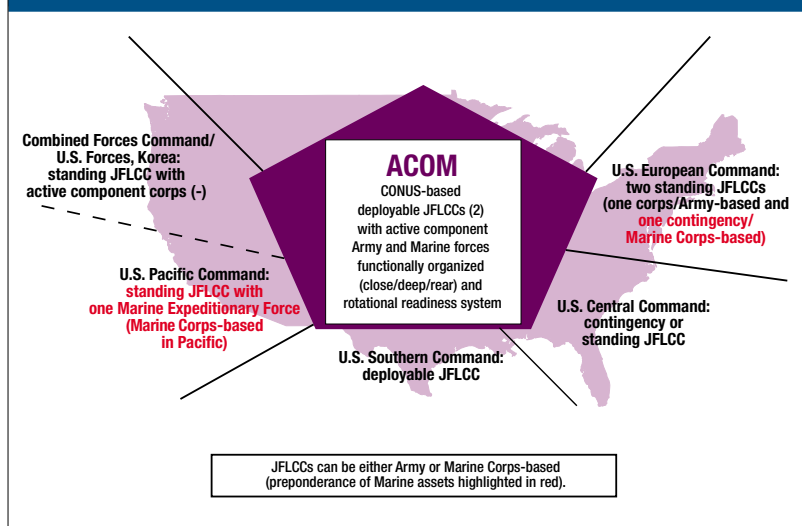 Combined Forces Command/
U.S. Forces, Korea:
standing JFLCC with
active component corps (-)
ACOM
CONUS-based
deployable JFLCCs (2)
with active component
Army and Marine forces
functionally organized
(close/deep/rear) and
rotational readiness system
U.S. European Command:
two standing JFLCCs
(one corps/Army-based and
one contingency/
Marine Corps-based)
U.S. Pacific Command:
standing JFLCC with
one Marine Expeditionary Force
(Marine Corps-based
in Pacific)
U.S. Central Command:
contingency or
standing JFLCC
U.S. Southern Command:
deployable JFLCC
JFLCCs can be either Army or Marine Corps-based
(preponderance of Marine assets highlighted in red).